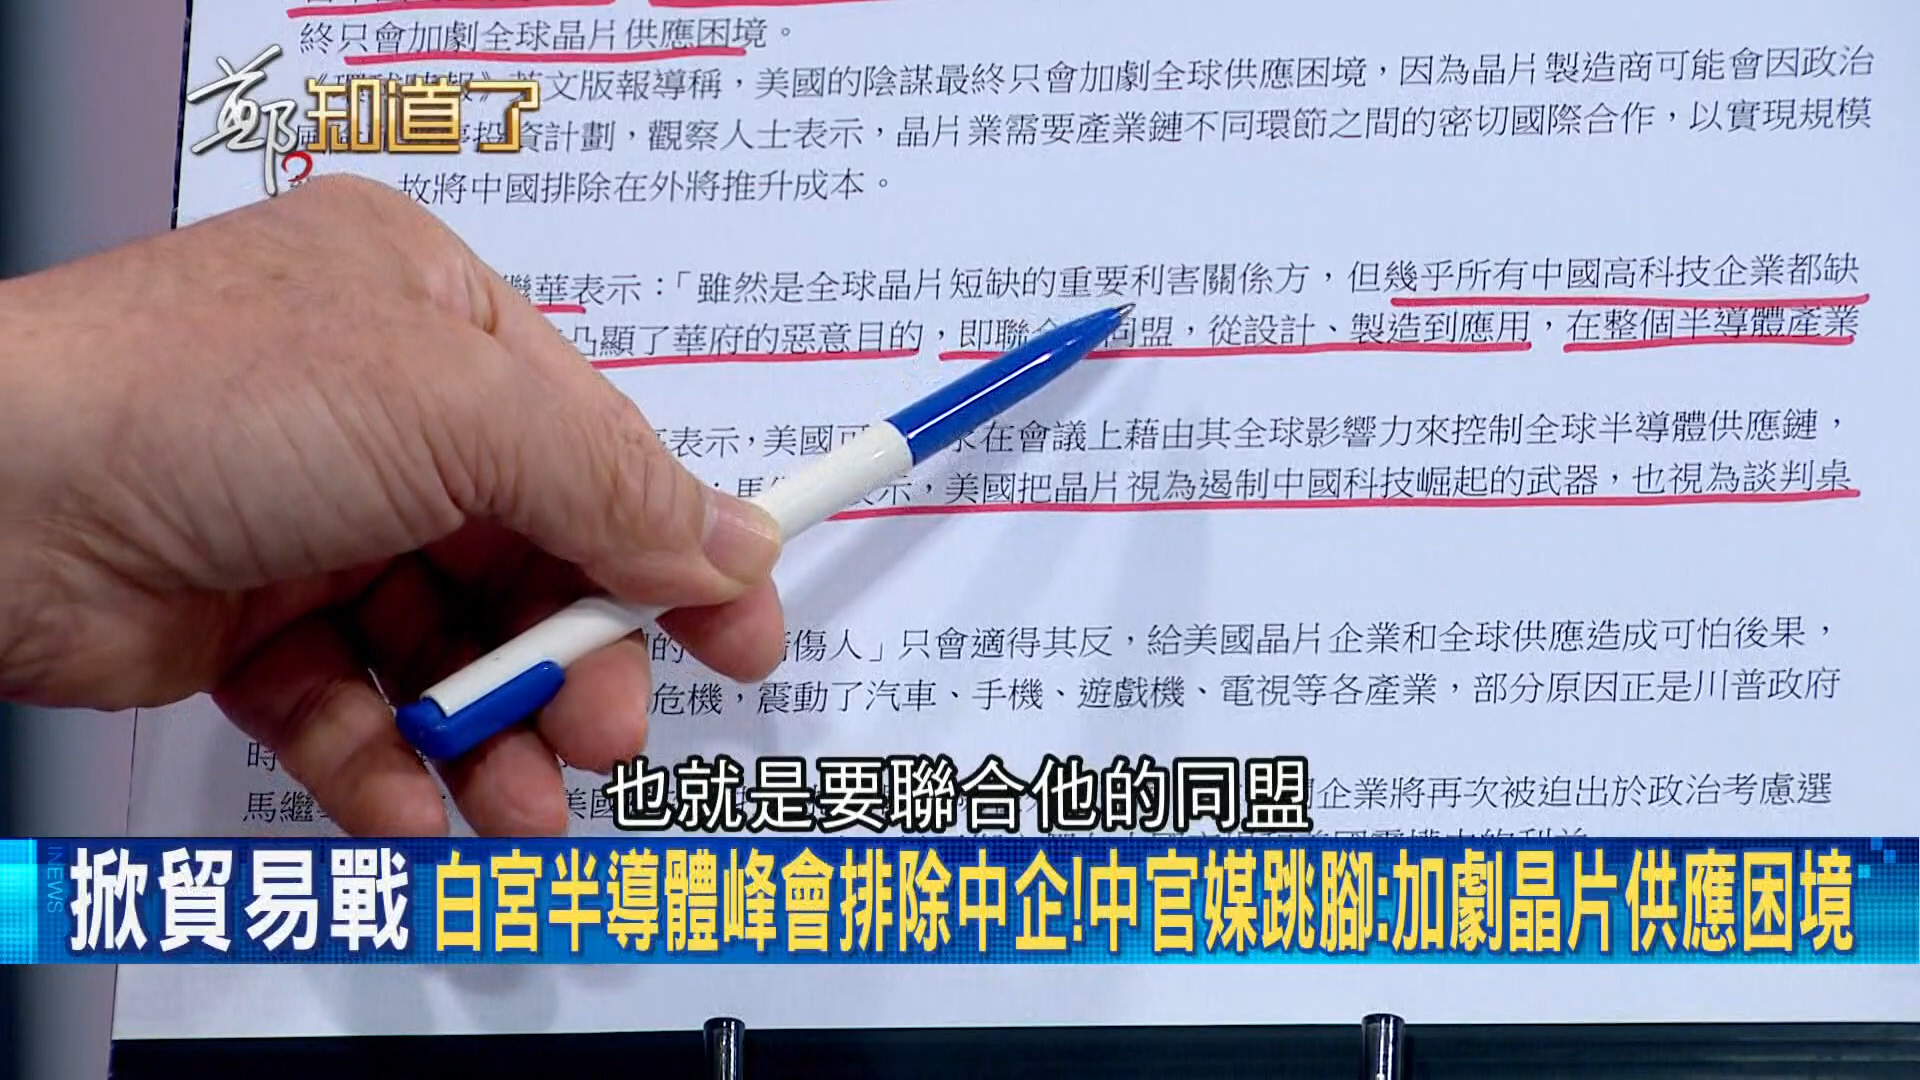 終只會加劇全球晶片供應困境。
》英文版報導稱，美國的陰謀最終只會加劇全球供應困境，因為晶片製造商可能會因政治
投資計劃，觀察人士表示，晶片業需要產業鏈不同環節之間的密切國際合作，以實現規模
故將中國排除在外將推升成本。
鄭知道了
繼華表示：「雖然是全球晶片短缺的重要利害關係方，但幾乎所有中國高科技企業都缺
凸顯了華府的惡意目的，即聯 同盟，從設計、製造到應用，在整個半導體產業
表示，美國可 在會議上藉由其全球影響力來控制全球半導體供應鏈，
表示，美國把晶片視為遏制中國科技崛起的武器，也視為談判桌
的 傷人」只會適得其反，給美國晶片企業和全球供應造成可怕後果，
危機，震動了汽車、手機、遊戲機、電視等各產業，部分原因正是川普政府
時
馬繼 美國 企業將再次被迫出於政治考慮選
也就是要聯合他的同盟
NEWS
掀貿易戰 白宮半導體峰會排除中企!中官媒跳腳:加劇晶片供應困境